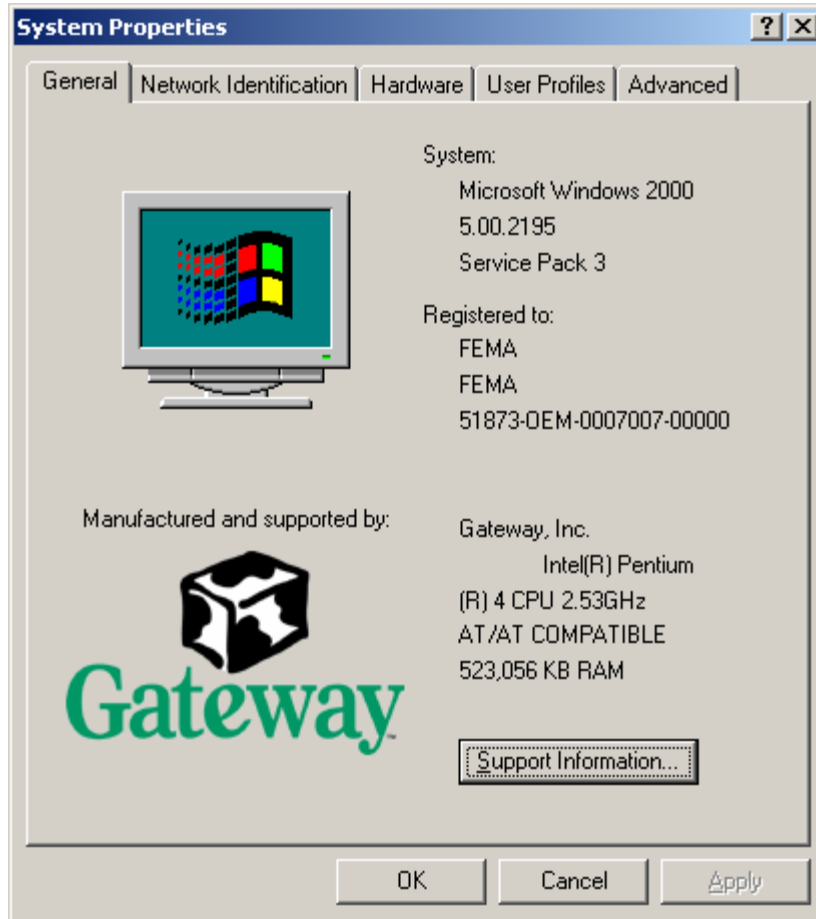 System Properties
General
Network Identification
Hardware
User Profiles
Advanced
System:
Microsoft Windows 2000
5.00.2195
Service Pack 3
Registered to:
FEMA
FEMA
51873-OEM-0007007-00000
Manufactured and supported by:
Gateway
Gateway, Inc.
Intel(R) Pentium
(R) 4 CPU 2.53GHz
AT/AT COMPATIBLE
523,056 KB RAM
Support Information...
OK
Cancel
Apply